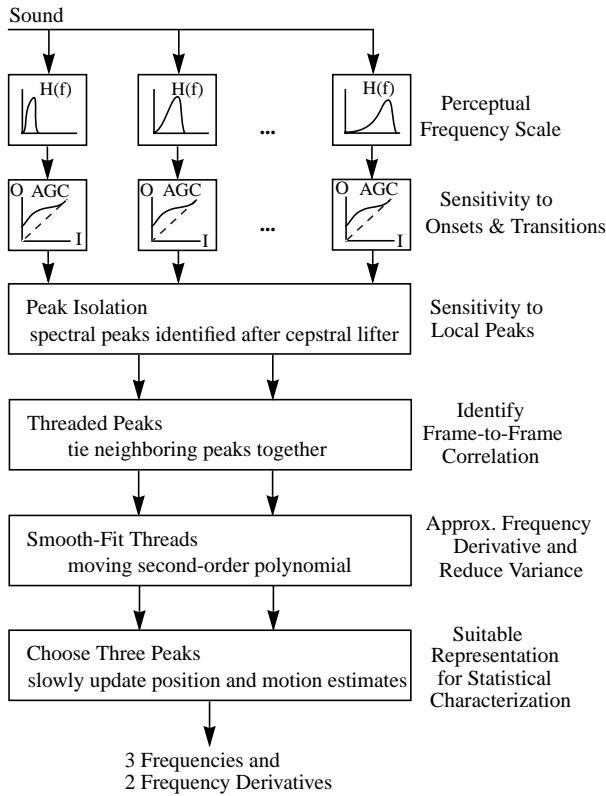 Sound
H(f)
H(f)
...
H(f)
Perceptual
Frequency Scale
O AGC
I
O AGC
I
...
O AGC
I
Sensitivity to
Onsets & Transitions
Peak Isolation
spectral peaks identified after cepstral lifter
Sensitivity to
Local Peaks
Threaded Peaks
tie neighboring peaks together
Identify
Frame-to-Frame
Correlation
Smooth-Fit Threads
moving second-order polynomial
Approx. Frequency
Derivative and
Reduce Variance
Choose Three Peaks
slowly update position and motion estimates
Suitable
Representation
for Statistical
Characterization
3 Frequencies and
2 Frequency Derivatives